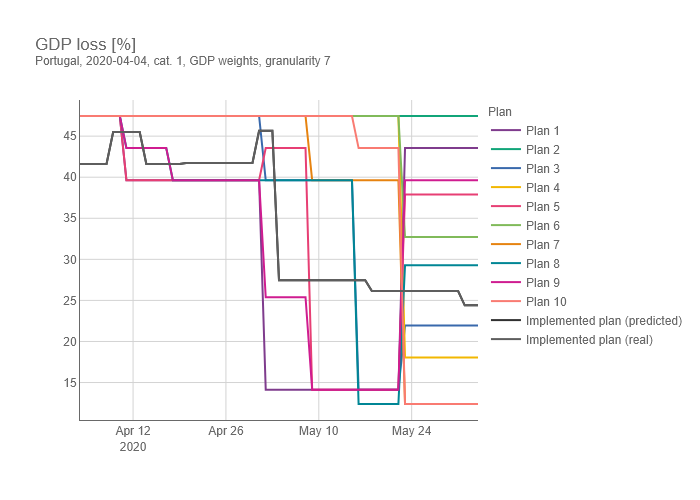 GDP loss [%]
Portugal, 2020-04-04, cat. 1, GDP weights, granularity 7
45
40
35
30
25
20
15
Apr 12
2020
Apr 26
May 10
May 24
Plan
Plan 1
Plan 2
Plan 3
Plan 4
Plan 5
Plan 6
Plan 7
Plan 8
Plan 9
Plan 10
Implemented plan (predicted)
Implemented plan (real)